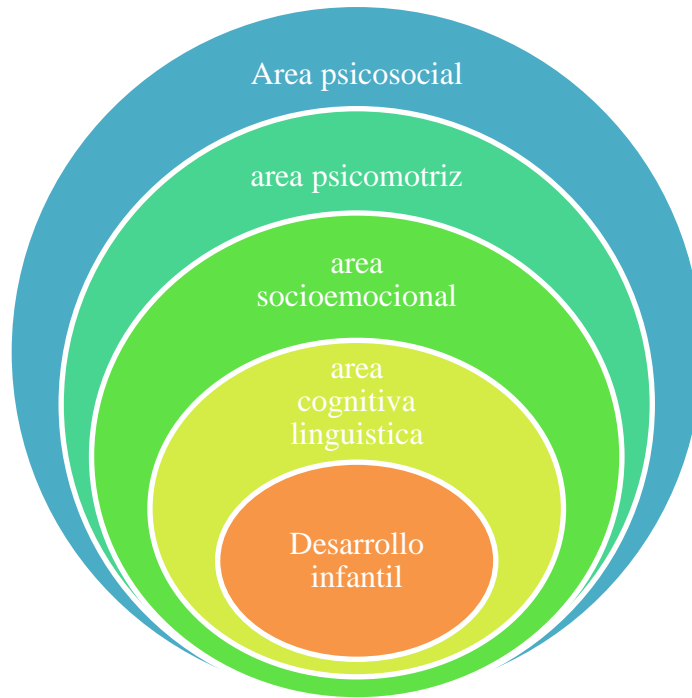 Area psicosocial
area psicomotriz
area
socioemocional
area
cognitiva
linguistica
Desarrollo
infantil